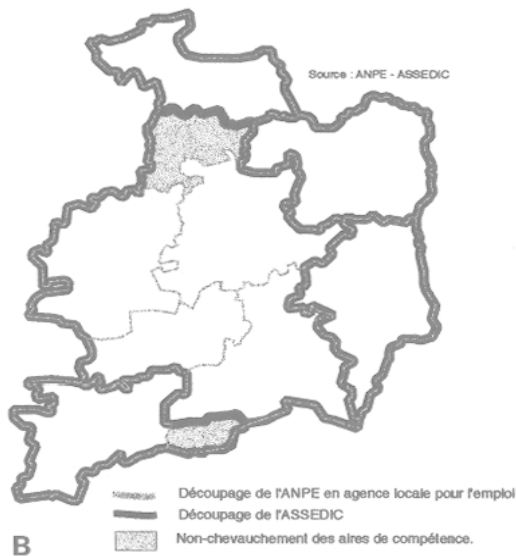 Source : ANPE - ASSEDIC
Découpage de l'ANPE en agence locale pour l'emploi
Découpage de l'ASSEDIC
Non-chevauchement des aires de compétence.
B